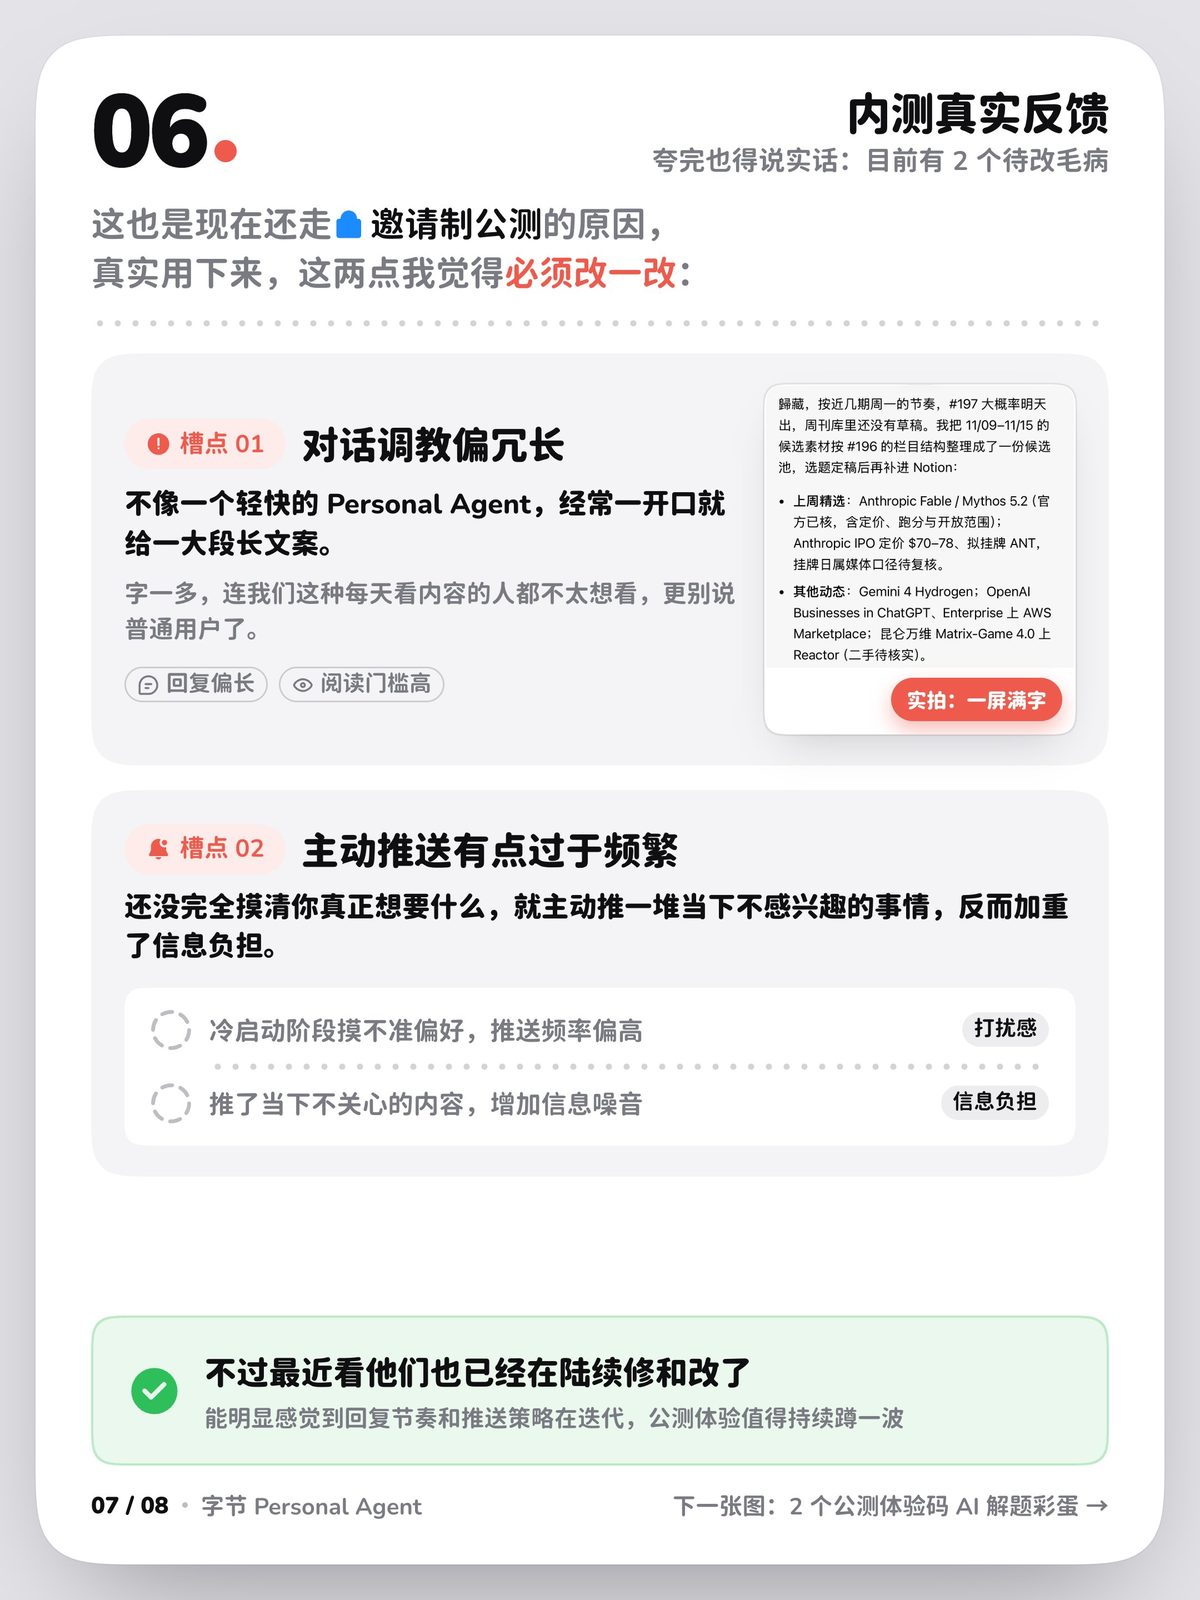 06.
内测真实反馈
夸完也得说实话：目前有 2 个待改毛病
这也是现在还走邀请制公测的原因，
真实用下来，这两点我觉得必须改一改：
槽点 01
对话调教偏冗长
不像一个轻快的 Personal Agent，经常一开口就
给一大段长文案。
字一多，连我们这种每天看内容的人都不太想看，更别说
普通用户了。
回复偏长
阅读门槛高
歸藏，按近几期周一的节奏，#197 大概率明天
出，周刊库里还没有草稿。我把 11/09–11/15 的
候选素材按 #196 的栏目结构整理成了一份候选
池，选题定稿后再补进 Notion：
• 上周精选：Anthropic Fable / Mythos 5.2（官
方已核，含定价、跑分与开放范围）；
Anthropic IPO 定价 $70–78、拟挂牌 ANT，
挂牌日属媒体口径待复核。
• 其他动态：Gemini 4 Hydrogen；OpenAI
Businesses in ChatGPT、Enterprise 上 AWS
Marketplace；昆仑万维 Matrix-Game 4.0 上
Reactor（二手待核实）。
实拍：一屏满字
槽点 02
主动推送有点过于频繁
还没完全摸清你真正想要什么，就主动推一堆当下不感兴趣的事情，反而加重
了信息负担。
冷启动阶段摸不准偏好，推送频率偏高
打扰感
推了当下不关心的内容，增加信息噪音
信息负担
不过最近看他们也已经在陆续修和改了
能明显感觉到回复节奏和推送策略在迭代，公测体验值得持续蹲一波
07 / 08 • 字节 Personal Agent
下一张图：2 个公测体验码 AI 解题彩蛋 →